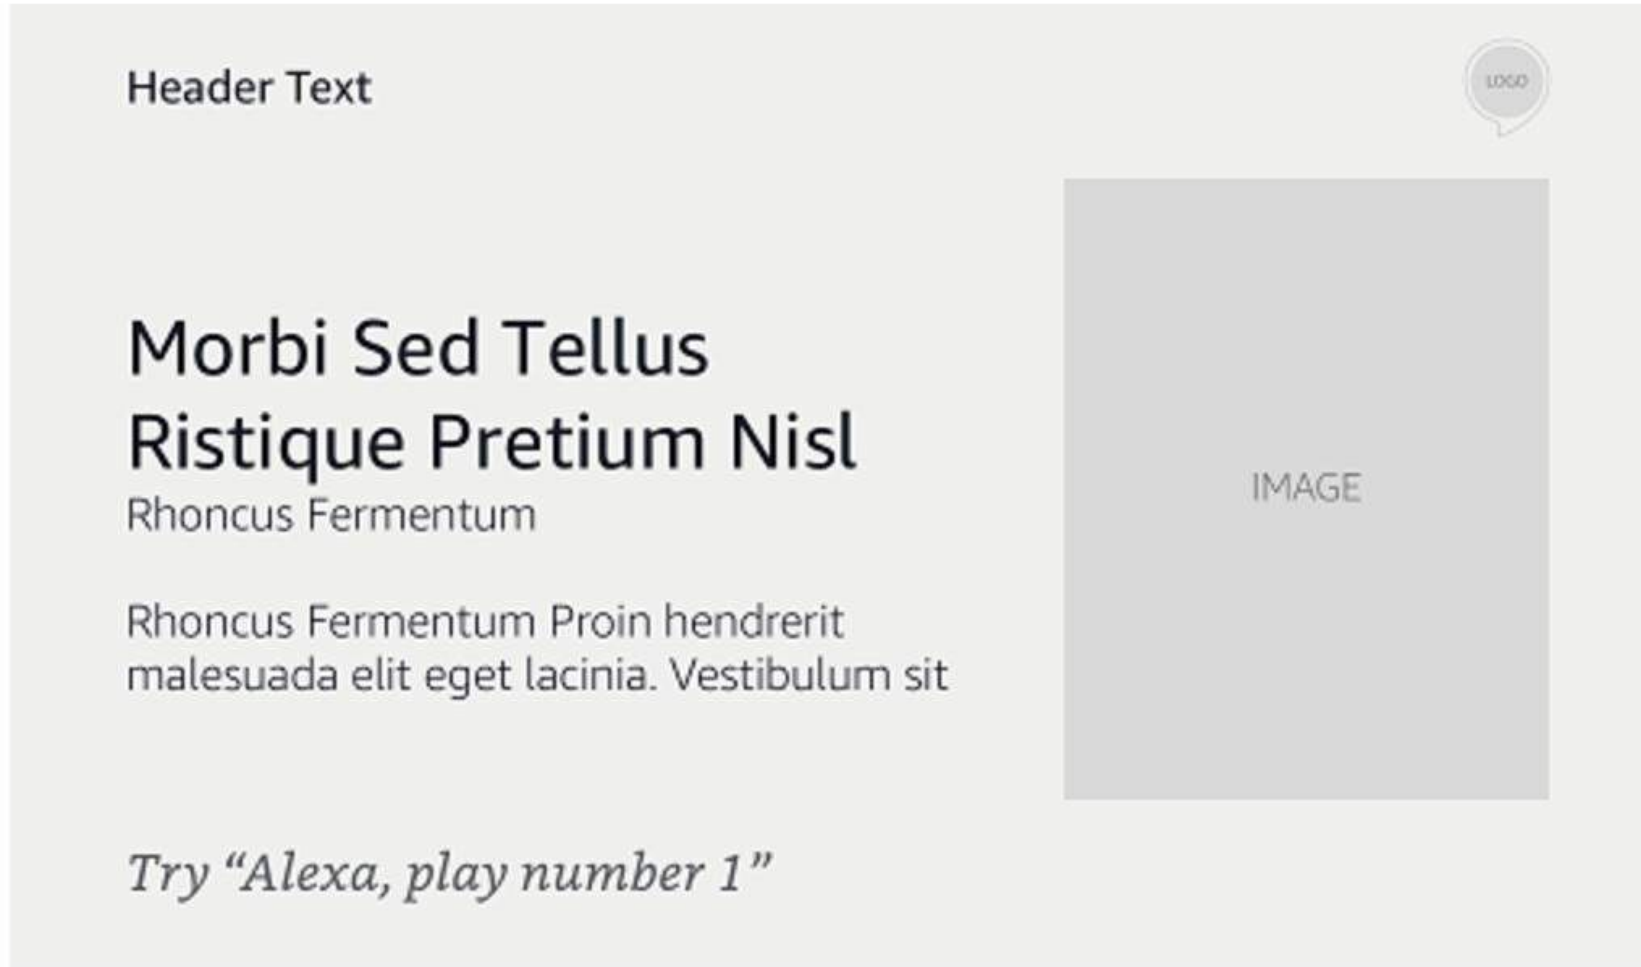 Header Text
LOGO
Morbi Sed Tellus
Ristique Pretium Nisl
Rhoncus Fermentum
Rhoncus Fermentum Proin hendrerit
malesuada elit eget lacinia. Vestibulum sit
IMAGE
Try “Alexa, play number 1”